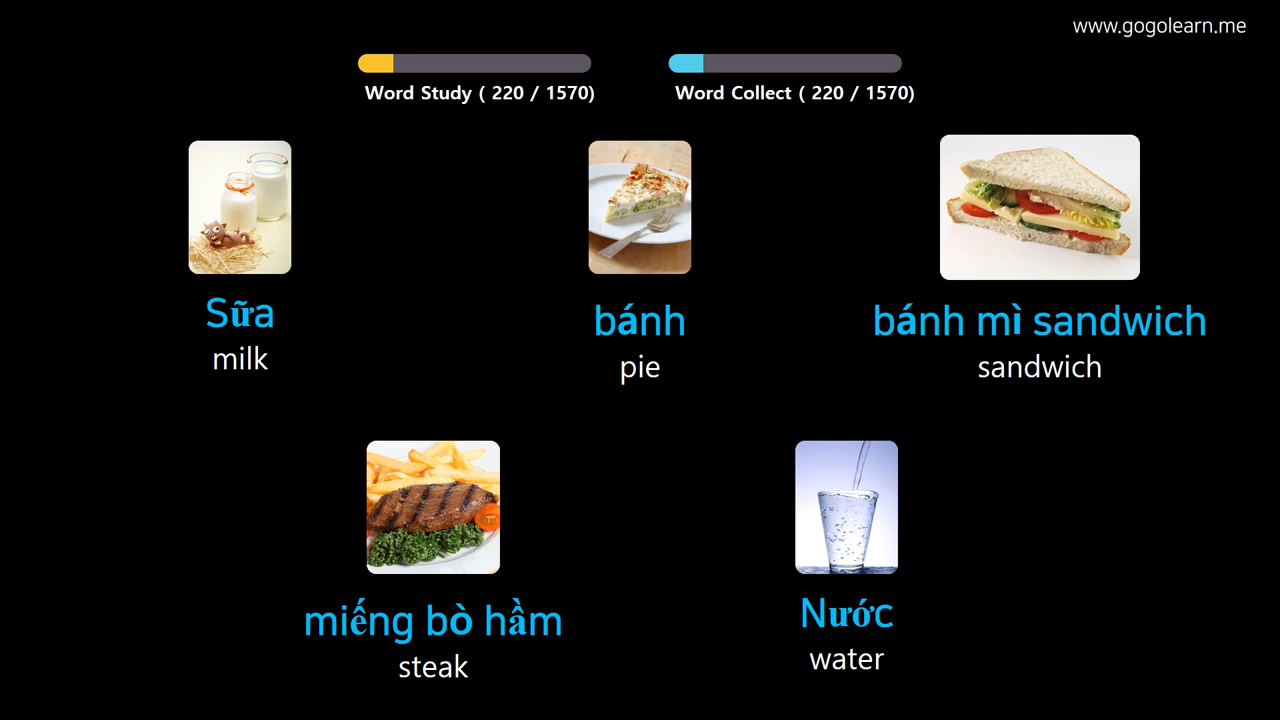 www.gogolearn.me
Word Study ( 220 / 1570)
Word Collect ( 220 / 1570)
Sữa
milk
bánh
pie
bánh mì sandwich
sandwich
miếng bò hầm
steak
Nước
water